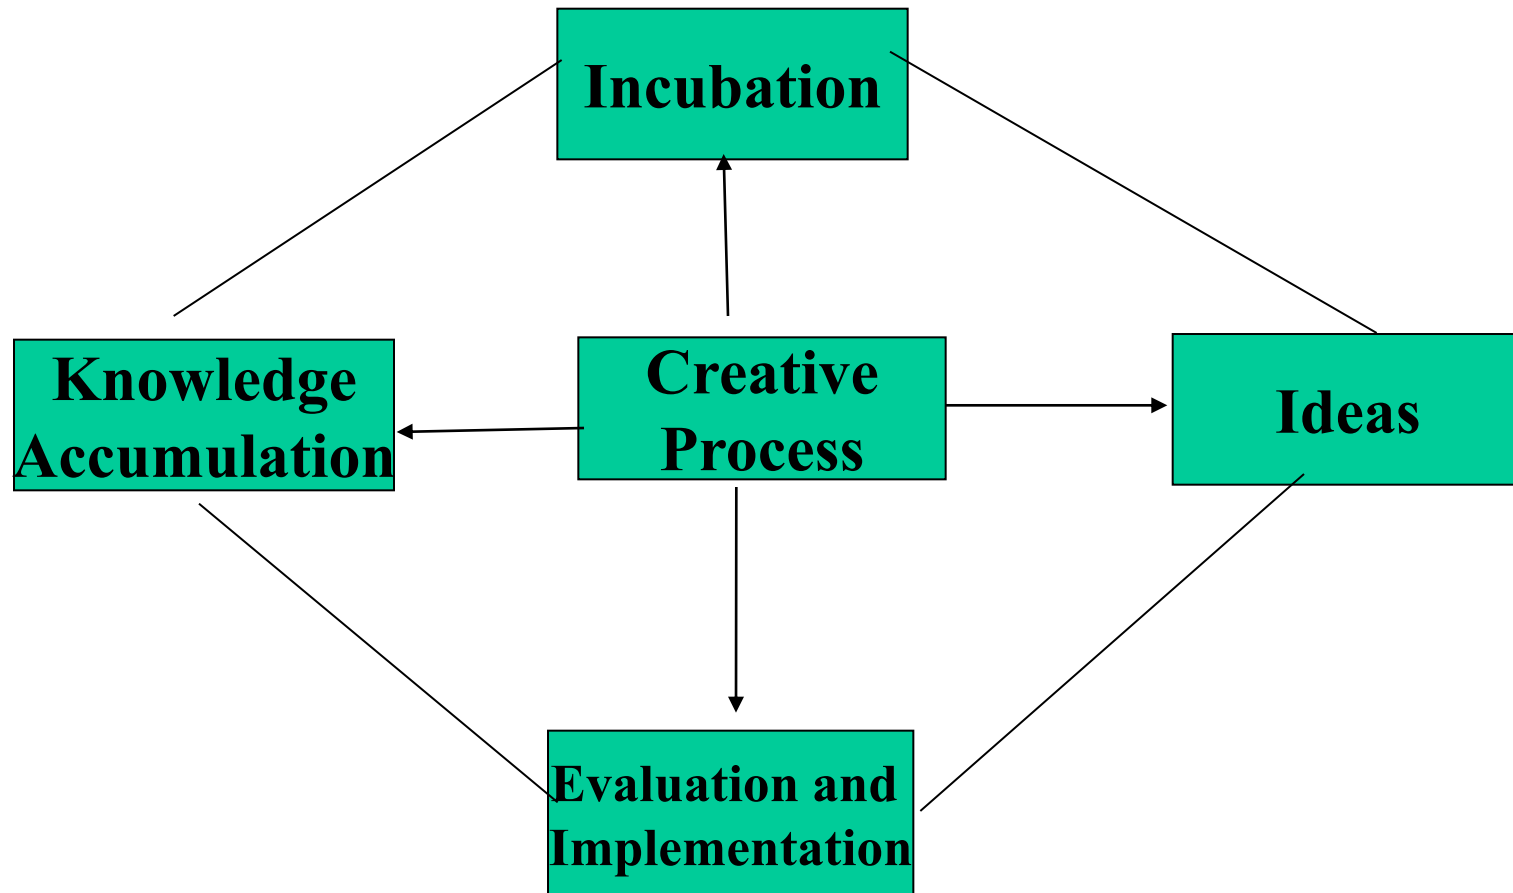 Incubation
Knowledge
Accumulation
Creative
Process
Ideas
Evaluation and
Implementation